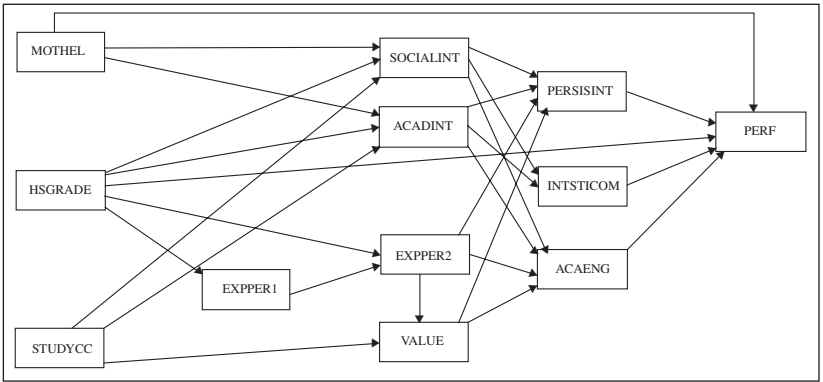 MOTHEL
SOCIALINT
PERSISINT
ACADINT
PERF
HSGRADE
INTSTICOM
EXPPER2
ACAENG
EXPPER1
VALUE
STUDYCC